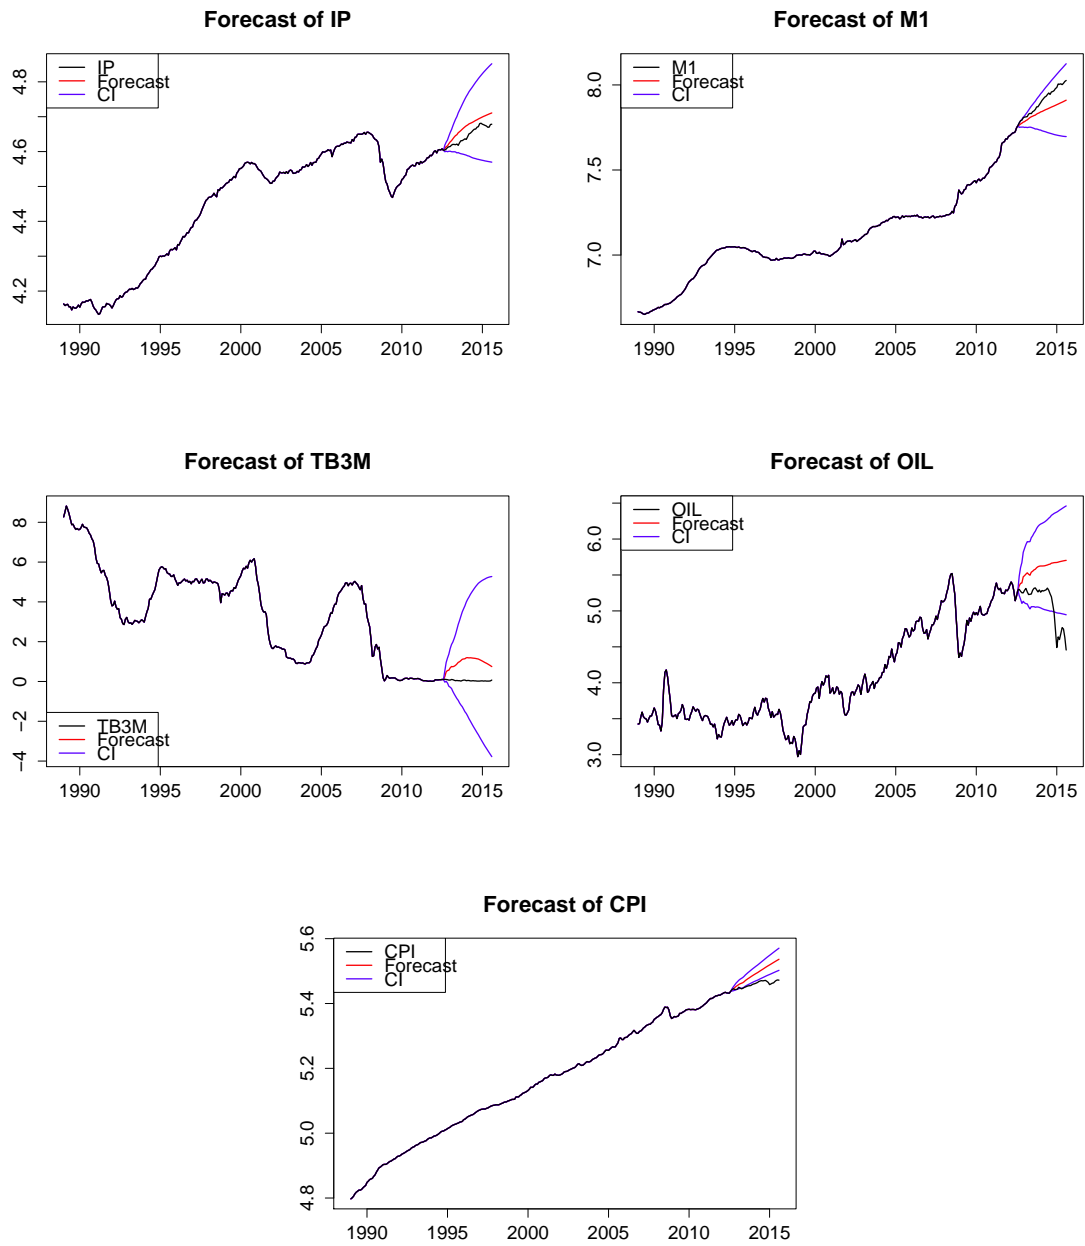 Forecast of IP
IP
Forecast
CI
4.8
4.6
4.4
4.2
1990 1995 2000 2005 2010 2015
Forecast of M1
M1
Forecast
CI
8.0
7.5
7.0
1990 1995 2000 2005 2010 2015
Forecast of TB3M
8
6
4
2
0
−2
−4
TB3M
Forecast
CI
1990 1995 2000 2005 2010 2015
Forecast of OIL
OIL
Forecast
CI
6.0
5.0
4.0
3.0
1990 1995 2000 2005 2010 2015
Forecast of CPI
CPI
Forecast
CI
5.6
5.4
5.2
5.0
4.8
1990 1995 2000 2005 2010 2015